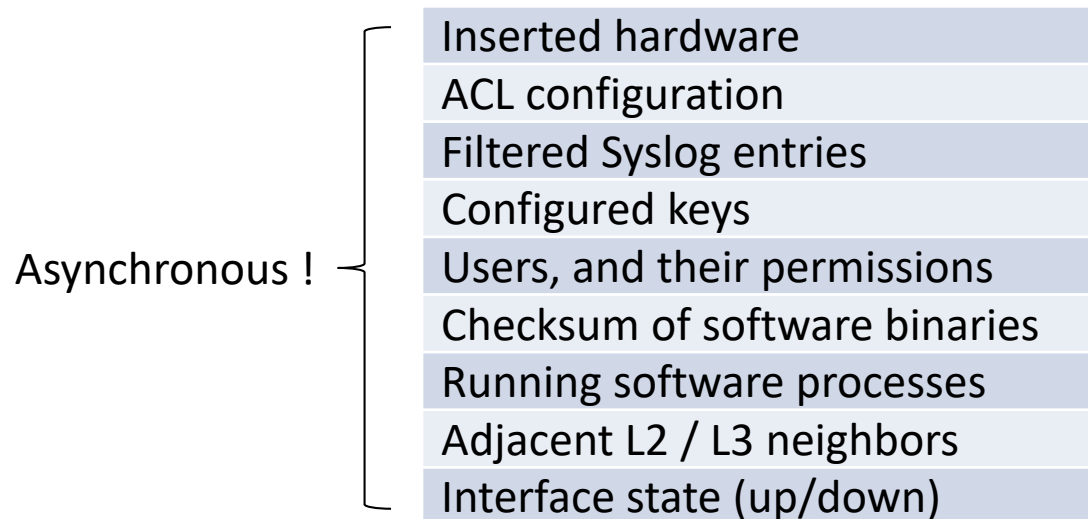 Asynchronous !
Inserted hardware
ACL configuration
Filtered Syslog entries
Configured keys
Users, and their permissions
Checksum of software binaries
Running software processes
Adjacent L2 / L3 neighbors
Interface state (up/down)